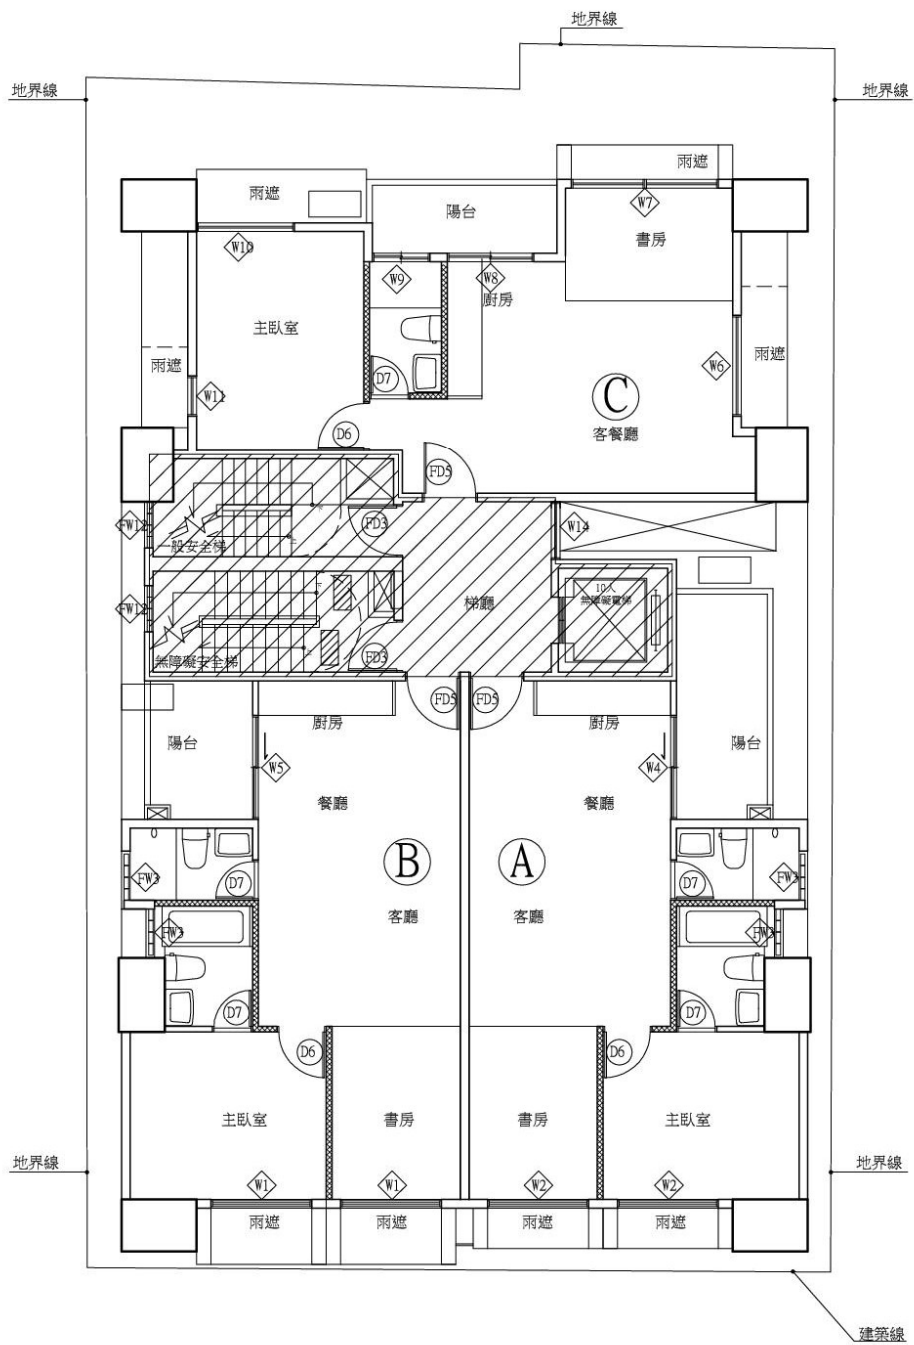 地界線
地界線
地界線
雨遮
雨遮
陽台
W7
書房
W10
W9
W8
廚房
主臥室
雨遮
雨遮
W6
D7
W11
C
客餐廳
D6
FD5
FW12
FD3
W14
一般安全梯
下
上
10人
無障礙電梯
梯廳
FW12
下
上
FD3
無障礙安全梯
FD5
FD5
廚房
廚房
陽台
陽台
W5
W4
餐廳
餐廳
B
A
FW3
D7
D7
FW3
客廳
客廳
FW3
FW3
D7
D7
D6
D6
主臥室
書房
書房
主臥室
地界線
地界線
W1
W1
W2
W2
雨遮
雨遮
雨遮
雨遮
建築線